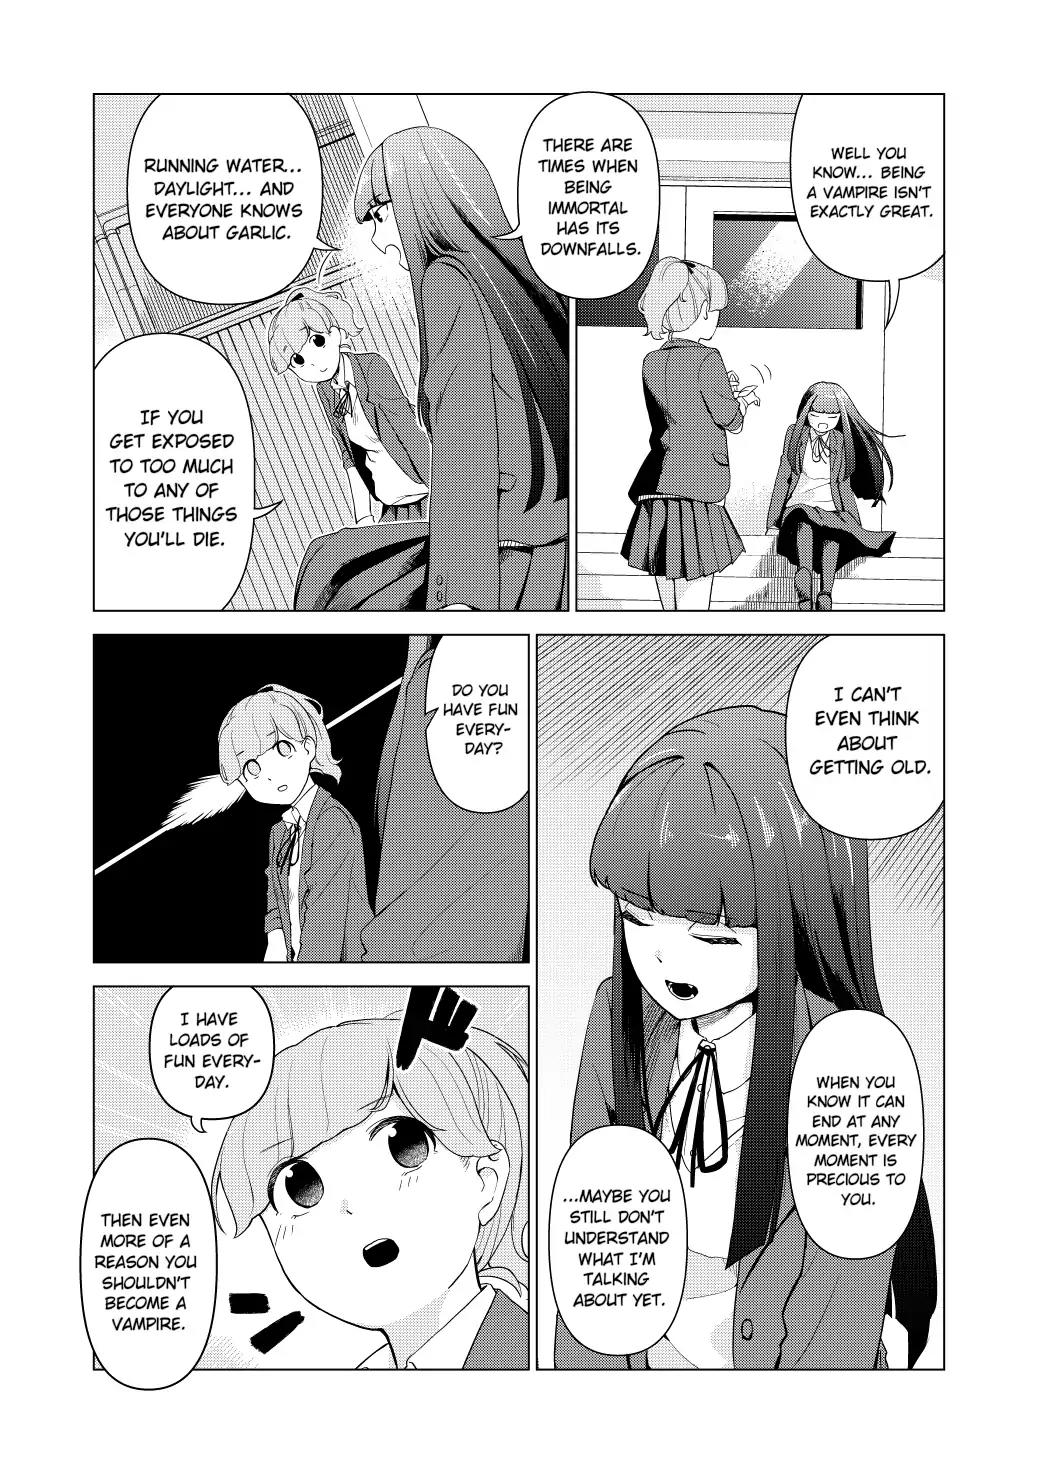 WELL YOU
KNOW... BEING
A VAMPIRE ISN'T
EXACTLY GREAT.
THERE ARE
TIMES WHEN
BEING
IMMORTAL
HAS ITS
DOWNFALLS.
RUNNING WATER...
DAYLIGHT... AND
EVERYONE KNOWS
ABOUT GARLIC.
IF YOU
GET EXPOSED
TO TOO MUCH
TO ANY OF
THOSE THINGS
YOU'LL DIE.
I CAN'T
EVEN THINK
ABOUT
GETTING OLD.
WHEN YOU
KNOW IT CAN
END AT ANY
MOMENT, EVERY
MOMENT IS
PRECIOUS TO
YOU.
...MAYBE YOU
STILL DON'T
UNDERSTAND
WHAT I'M
TALKING
ABOUT YET.
DO YOU
HAVE FUN
EVERY-
DAY?
I HAVE
LOADS OF
FUN EVERY-
DAY.
THEN EVEN
MORE OF A
REASON YOU
SHOULDN'T
BECOME A
VAMPIRE.